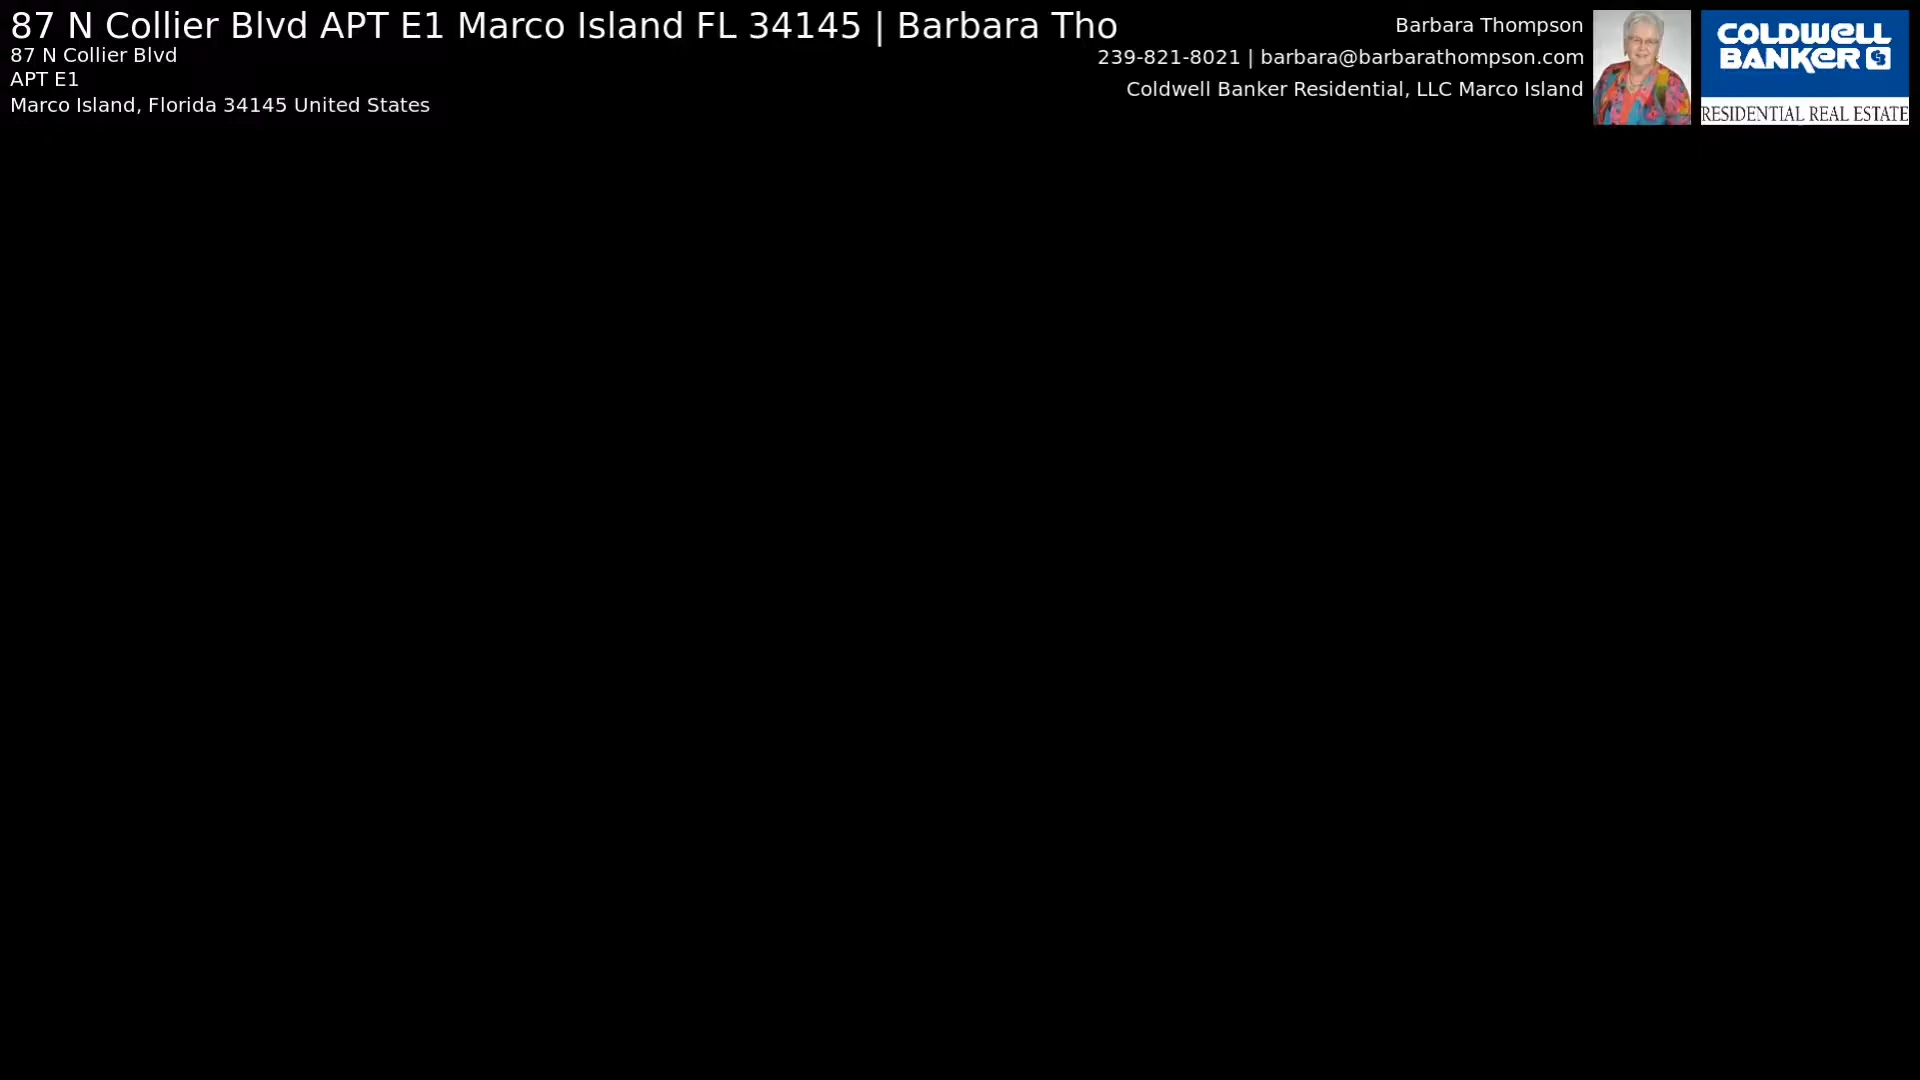 87 N Collier Blvd APT E1 Marco Island FL 34145 | Barbara Tho
87 N Collier Blvd
APT E1
Marco Island, Florida 34145 United States
Barbara Thompson
239-821-8021 | barbara@barbarathompson.com
Coldwell Banker Residential, LLC Marco Island
COLDWELL
BANKER CB
RESIDENTIAL REAL ESTATE